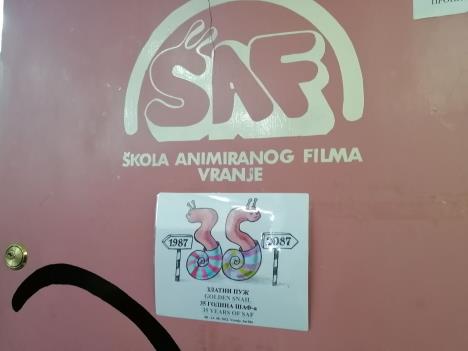 ŠAF
ŠKOLA ANIMIRANOG FILMA
VRANJE
35
1987
2087
ЗЛАТНИ ПУЖ
GOLDEN SNAIL
35 ГОДИНА ШАФ-а
35 YEARS OF SAF